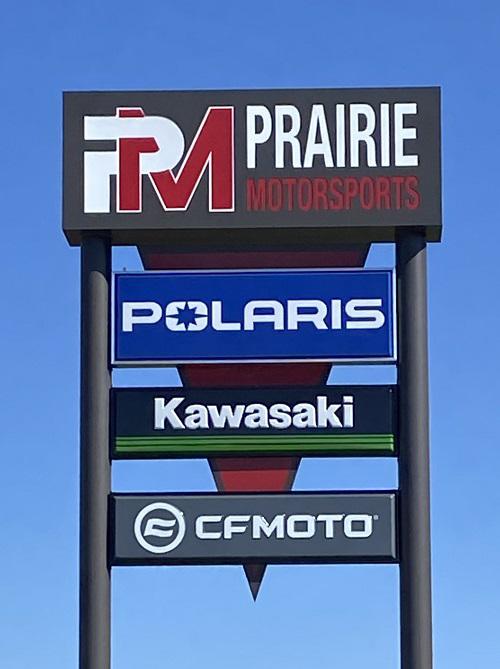 PM PRAIRIE
MOTORSPORTS
POLARIS
Kawasaki
CFMOTO